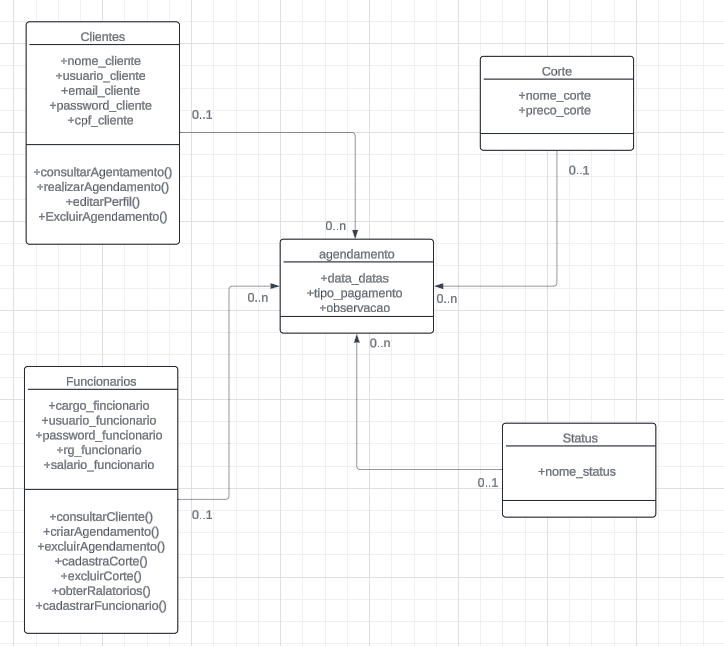 Clientes
+nome_cliente
+usuario_cliente
+email_cliente
+password_cliente
+cpf_cliente
+consultarAgentamento()
+realizarAgendamento()
+editarPerfil()
+ExcluirAgendamento()
0..1
0..n
Corte
+nome_corte
+preco_corte
0..1
0..n
agendamento
+data_datas
+tipo_pagamento
+observacao
0..n
0..n
Funcionarios
+cargo_fincionario
+usuario_funcionario
+password_funcionario
+rg_funcionario
+salario_funcionario
+consultarCliente()
+criarAgendamento()
+excluirAgendamento()
+cadastraCorte()
+excluirCorte()
+obterRalatorios()
+cadastrarFuncionario()
0..1
Status
+nome_status
0..1